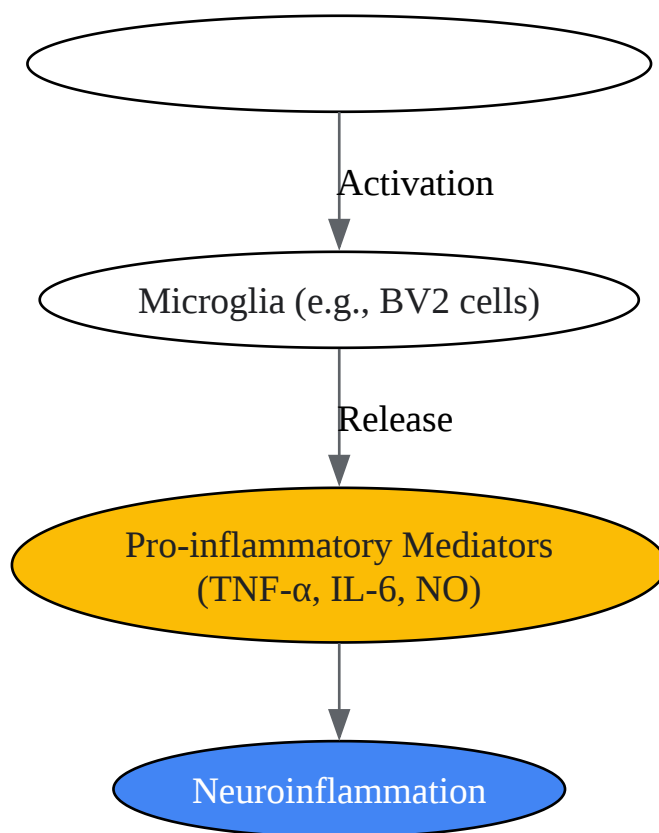 Activation
Microglia (e.g., BV2 cells)
Release
Pro-inflammatory Mediators
(TNF-α, IL-6, NO)
Neuroinflammation